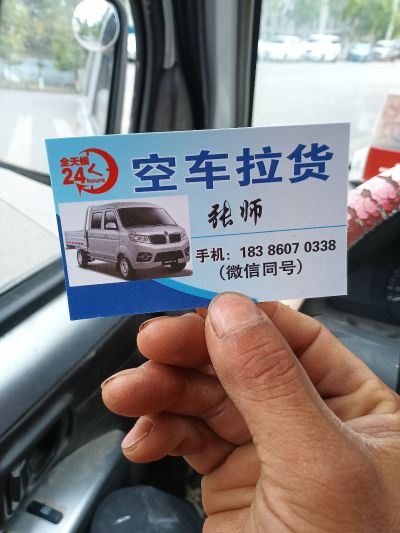 全天候
24
hours
空车拉货
张师
手机：183 8607 0338
（微信同号）